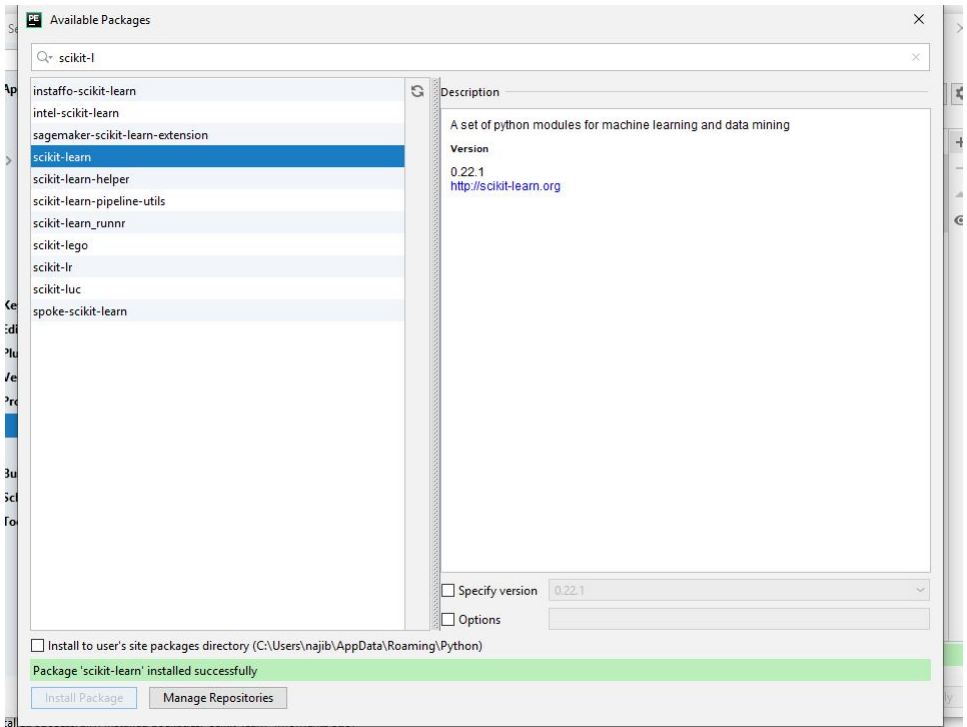 PE Available Packages
scikit-l
instaffo-scikit-learn
intel-scikit-learn
sagemaker-scikit-learn-extension
scikit-learn
scikit-learn-helper
scikit-learn-pipeline-utils
scikit-learn_runnr
scikit-lego
scikit-lr
scikit-luc
spoke-scikit-learn
Description
A set of python modules for machine learning and data mining
Version
0.22.1
http://scikit-learn.org
Specify version 0.22.1
Options
Install to user's site packages directory (C:\Users\najib\AppData\Roaming\Python)
Package 'scikit-learn' installed successfully
Install Package Manage Repositories